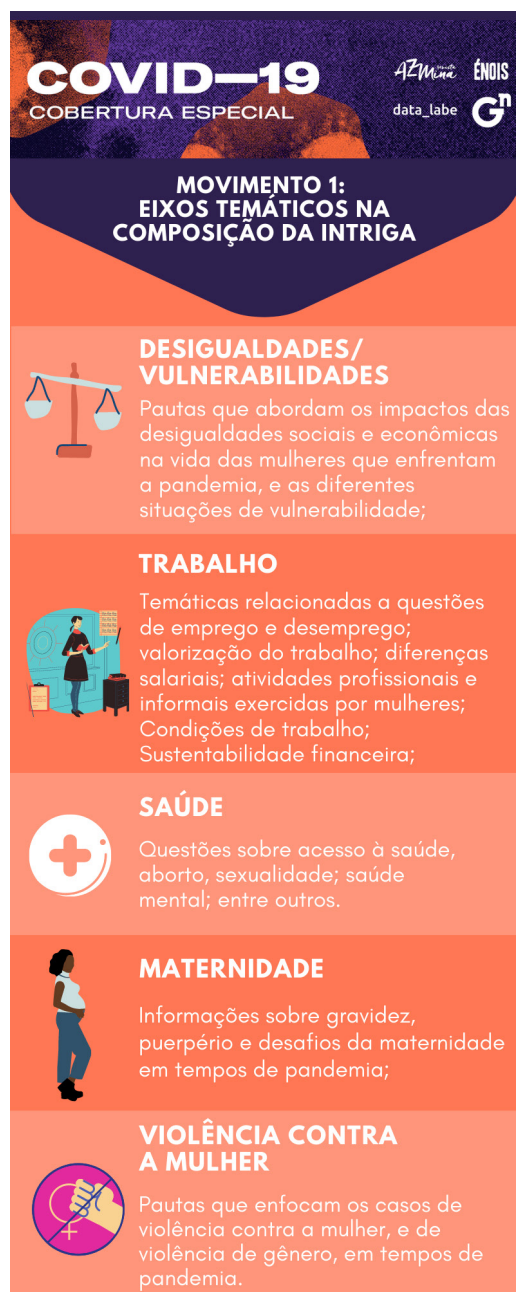 COVID—19
COBERTURA ESPECIAL
revista
AZMina
ÉNOIS
data_labe
Gn
MOVIMENTO 1:
EIXOS TEMÁTICOS NA
COMPOSIÇÃO DA INTRIGA
DESIGUALDADES/
VULNERABILIDADES
Pautas que abordam os impactos das
desigualdades sociais e econômicas
na vida das mulheres que enfrentam
a pandemia, e as diferentes
situações de vulnerabilidade;
TRABALHO
Temáticas relacionadas a questões
de emprego e desemprego;
valorização do trabalho; diferenças
salariais; atividades profissionais e
informais exercidas por mulheres;
Condições de trabalho;
Sustentabilidade financeira;
SAÚDE
Questões sobre acesso à saúde,
aborto, sexualidade; saúde
mental; entre outros.
MATERNIDADE
Informações sobre gravidez,
puerpério e desafios da maternidade
em tempos de pandemia;
VIOLÊNCIA CONTRA
A MULHER
Pautas que enfocam os casos de
violência contra a mulher, e de
violência de gênero, em tempos de
pandemia.